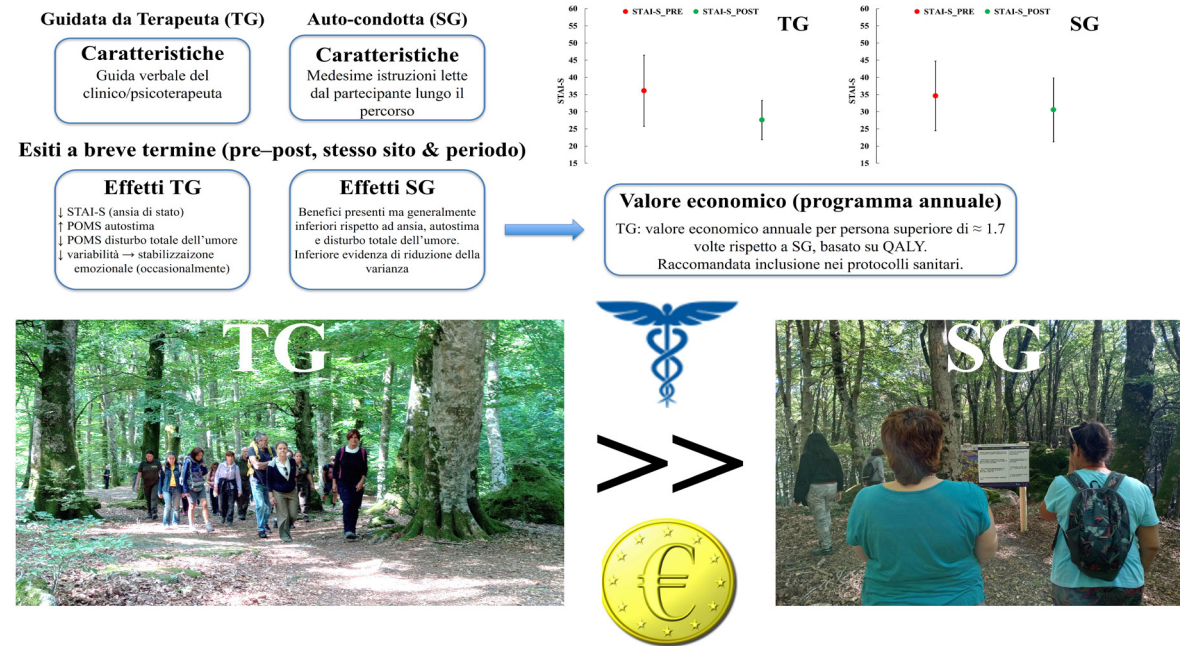 Guidata da Terapeuta (TG)
Caratteristiche
Guida verbale del
clinico/psicoterapeuta
Auto-condotta (SG)
Caratteristiche
Medesime istruzioni lette
dal partecipante lungo il
percorso
Esiti a breve termine (pre–post, stesso sito & periodo)
Effetti TG
↓ STAI-S (ansia di stato)
↑ POMS autostima
↓ POMS disturbo totale dell’umore
↓ variabilità → stabilizzaizone
emozionale (occasionalmente)
Effetti SG
Benefici presenti ma generalmente
inferiori rispetto ad ansia, autostima
e disturbo totale dell’umore.
Inferiore evidenza di riduzione della
varianza
STAI-S_PRE STAI-S_POST
TG
STAI-S
60
55
50
45
40
35
30
25
20
15
STAI-S_PRE STAI-S_POST
SG
STAI-S
60
55
50
45
40
35
30
25
20
15
Valore economico (programma annuale)
TG: valore economico annuale per persona superiore di ≈ 1.7
volte rispetto a SG, basato su QALY.
Raccomandata inclusione nei protocolli sanitari.
TG
>>
€
SG